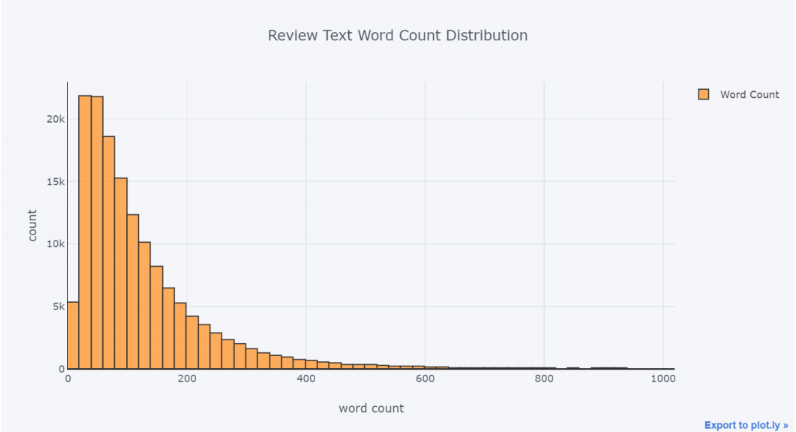 Review Text Word Count Distribution
Word Count
20k
15k
10k
5k
0
count
0 200 400 600 800 1000
word count
Export to plot.ly »